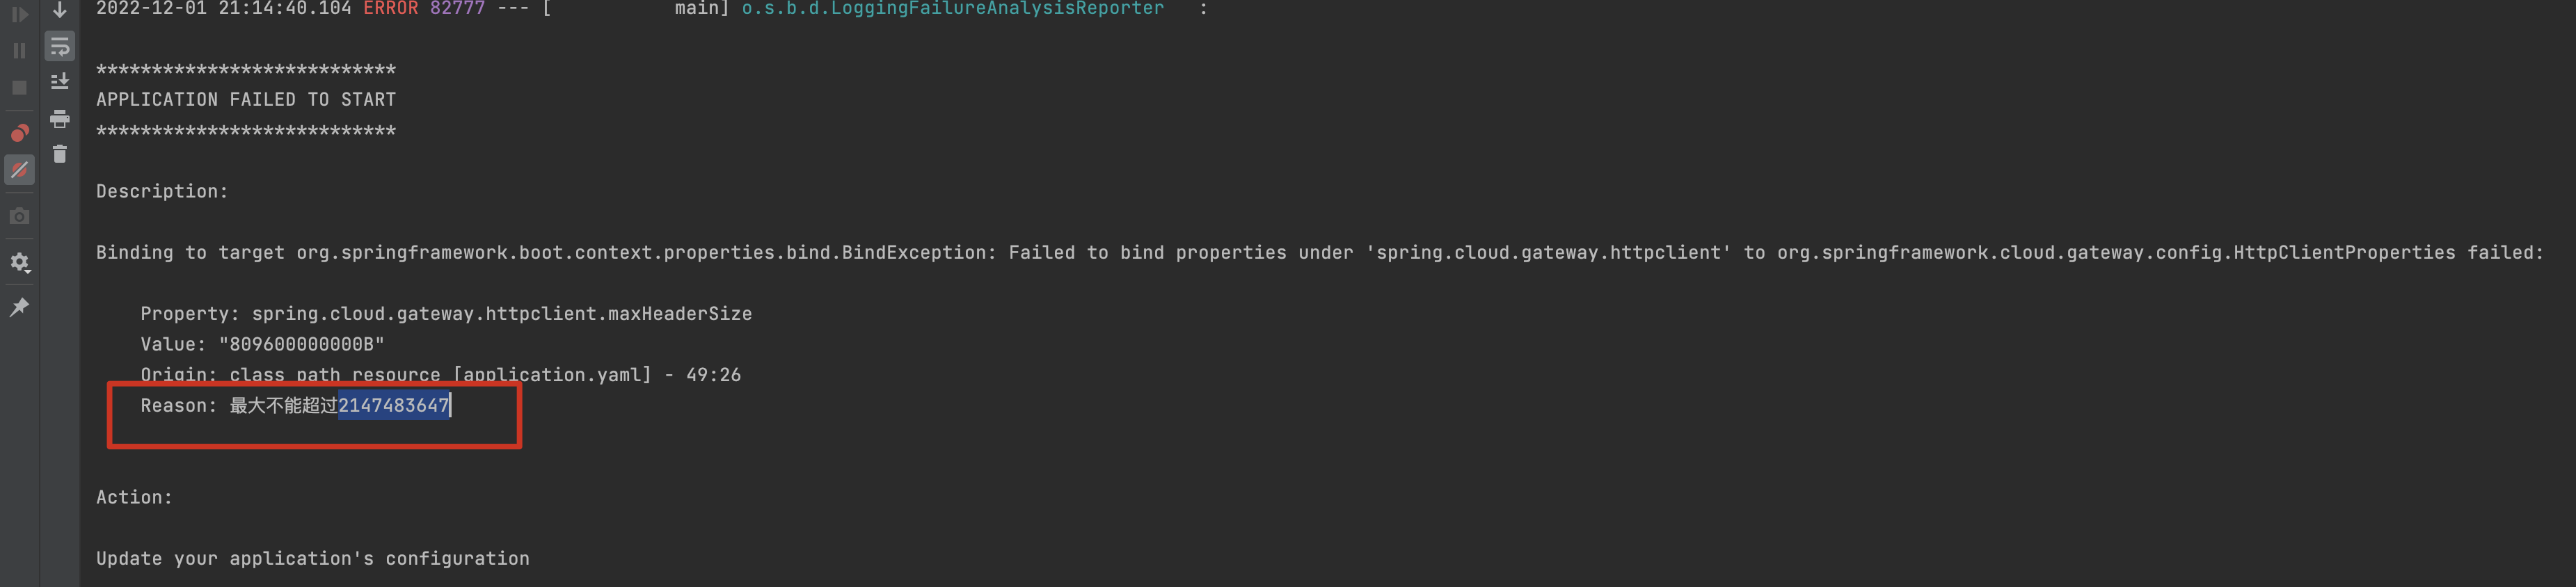 2022-12-01 21:14:40.104 ERROR 82777 --- [           main] o.s.b.d.LoggingFailureAnalysisReporter   :
***************************
APPLICATION FAILED TO START
***************************
Description:
Binding to target org.springframework.boot.context.properties.bind.BindException: Failed to bind properties under 'spring.cloud.gateway.httpclient' to org.springframework.cloud.gateway.config.HttpClientProperties failed:
Property: spring.cloud.gateway.httpclient.maxHeaderSize
Value: "809600000000B"
Origin: class path resource [application.yaml] - 49:26
Reason: 最大不能超过2147483647
Action:
Update your application's configuration